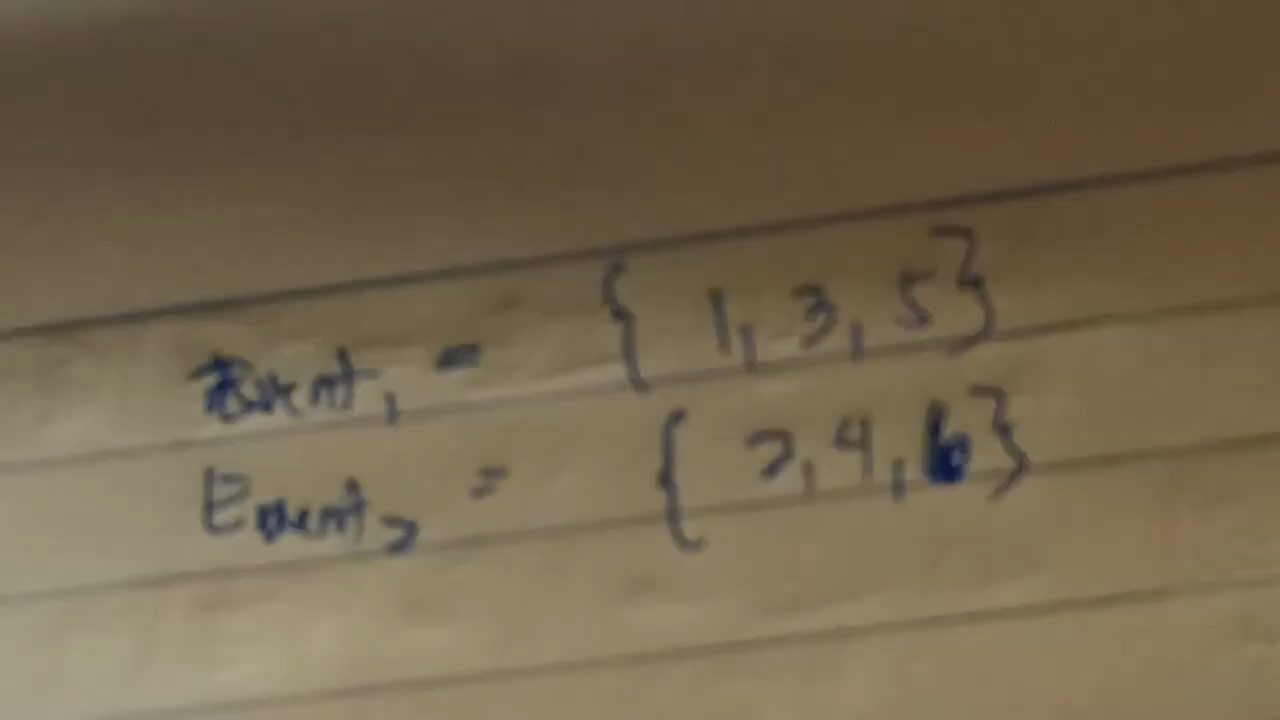 Event₁ = { 1, 3, 5 }
Event₂ = { 2, 4, 6 }